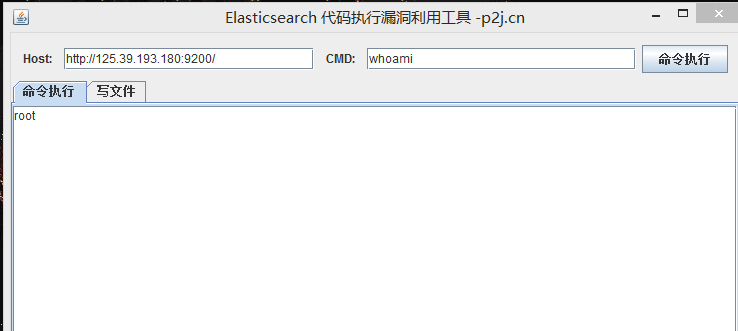 Elasticsearch 代码执行漏洞利用工具 -p2j.cn
Host: http://125.39.193.180:9200/ CMD: whoami 命令执行
命令执行 写文件
root